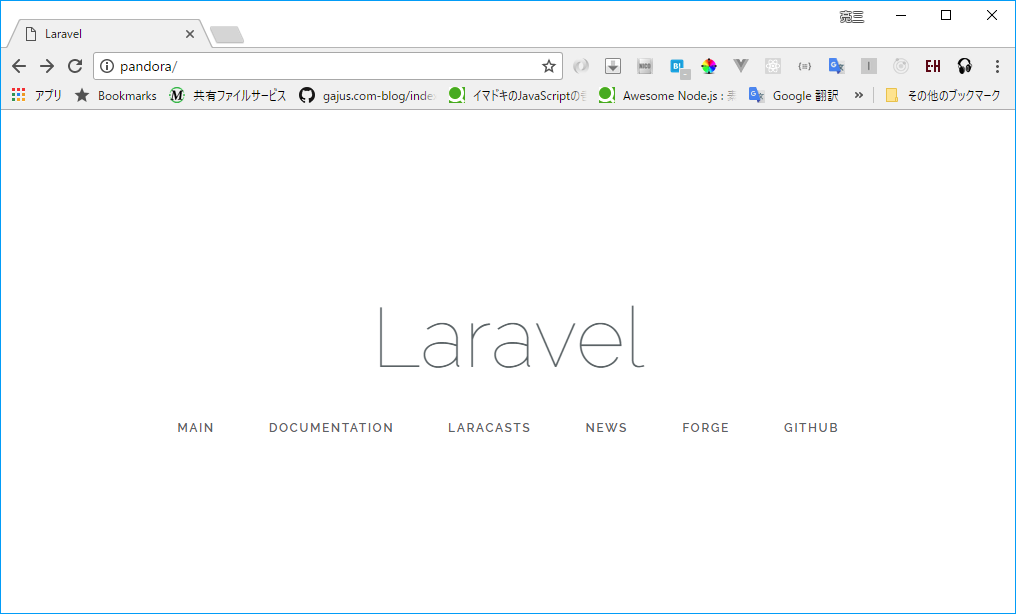 亮三
Laravel
pandora/
アプリ Bookmarks 共有ファイルサービス gajus.com-blog/inde イマドキのJavaScriptの Awesome Node.js : Google 翻訳 » その他のブックマーク
Laravel
MAIN DOCUMENTATION LARACASTS NEWS FORGE GITHUB